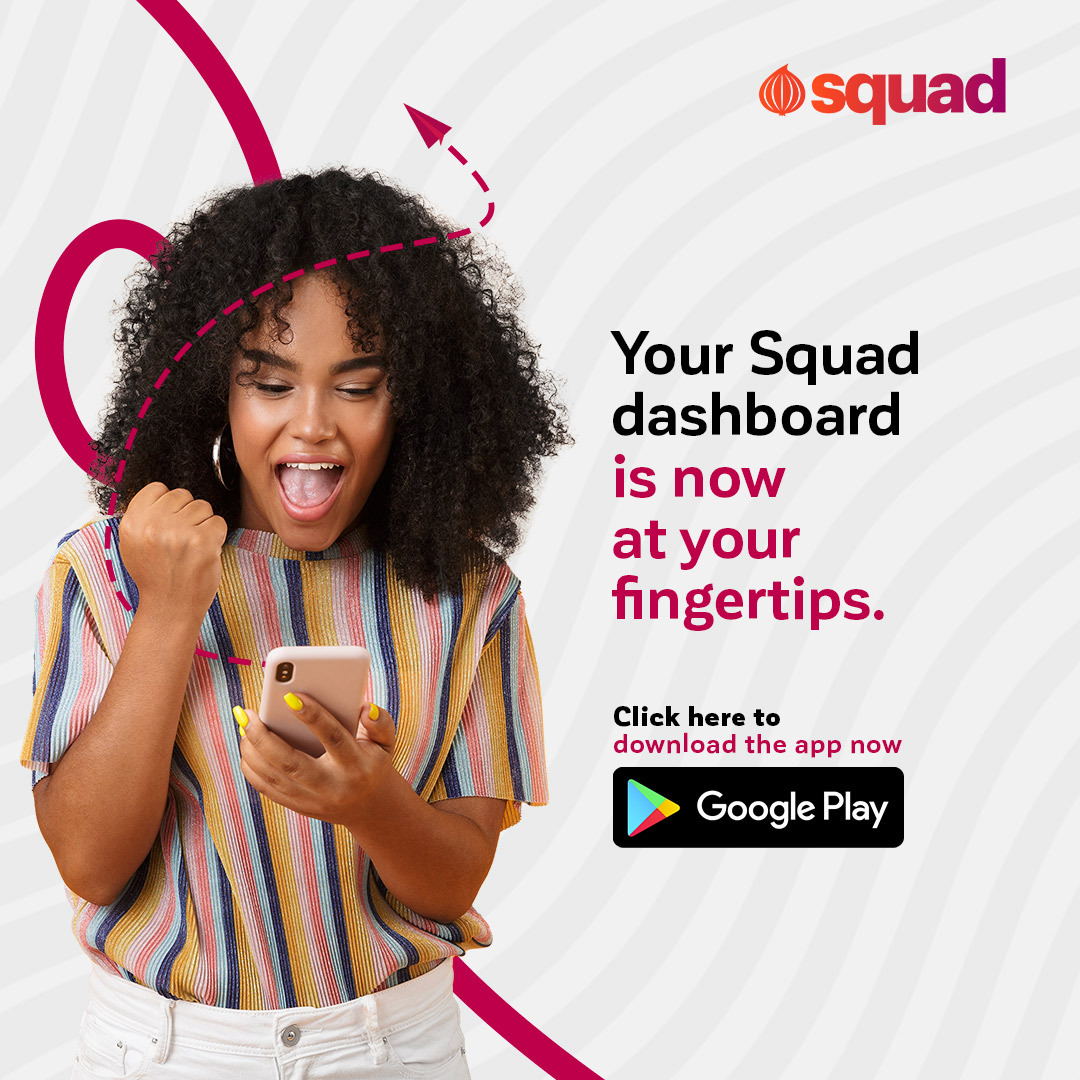 squad
Your Squad
dashboard
is now
at your
fingertips.
Click here to
download the app now
Google Play